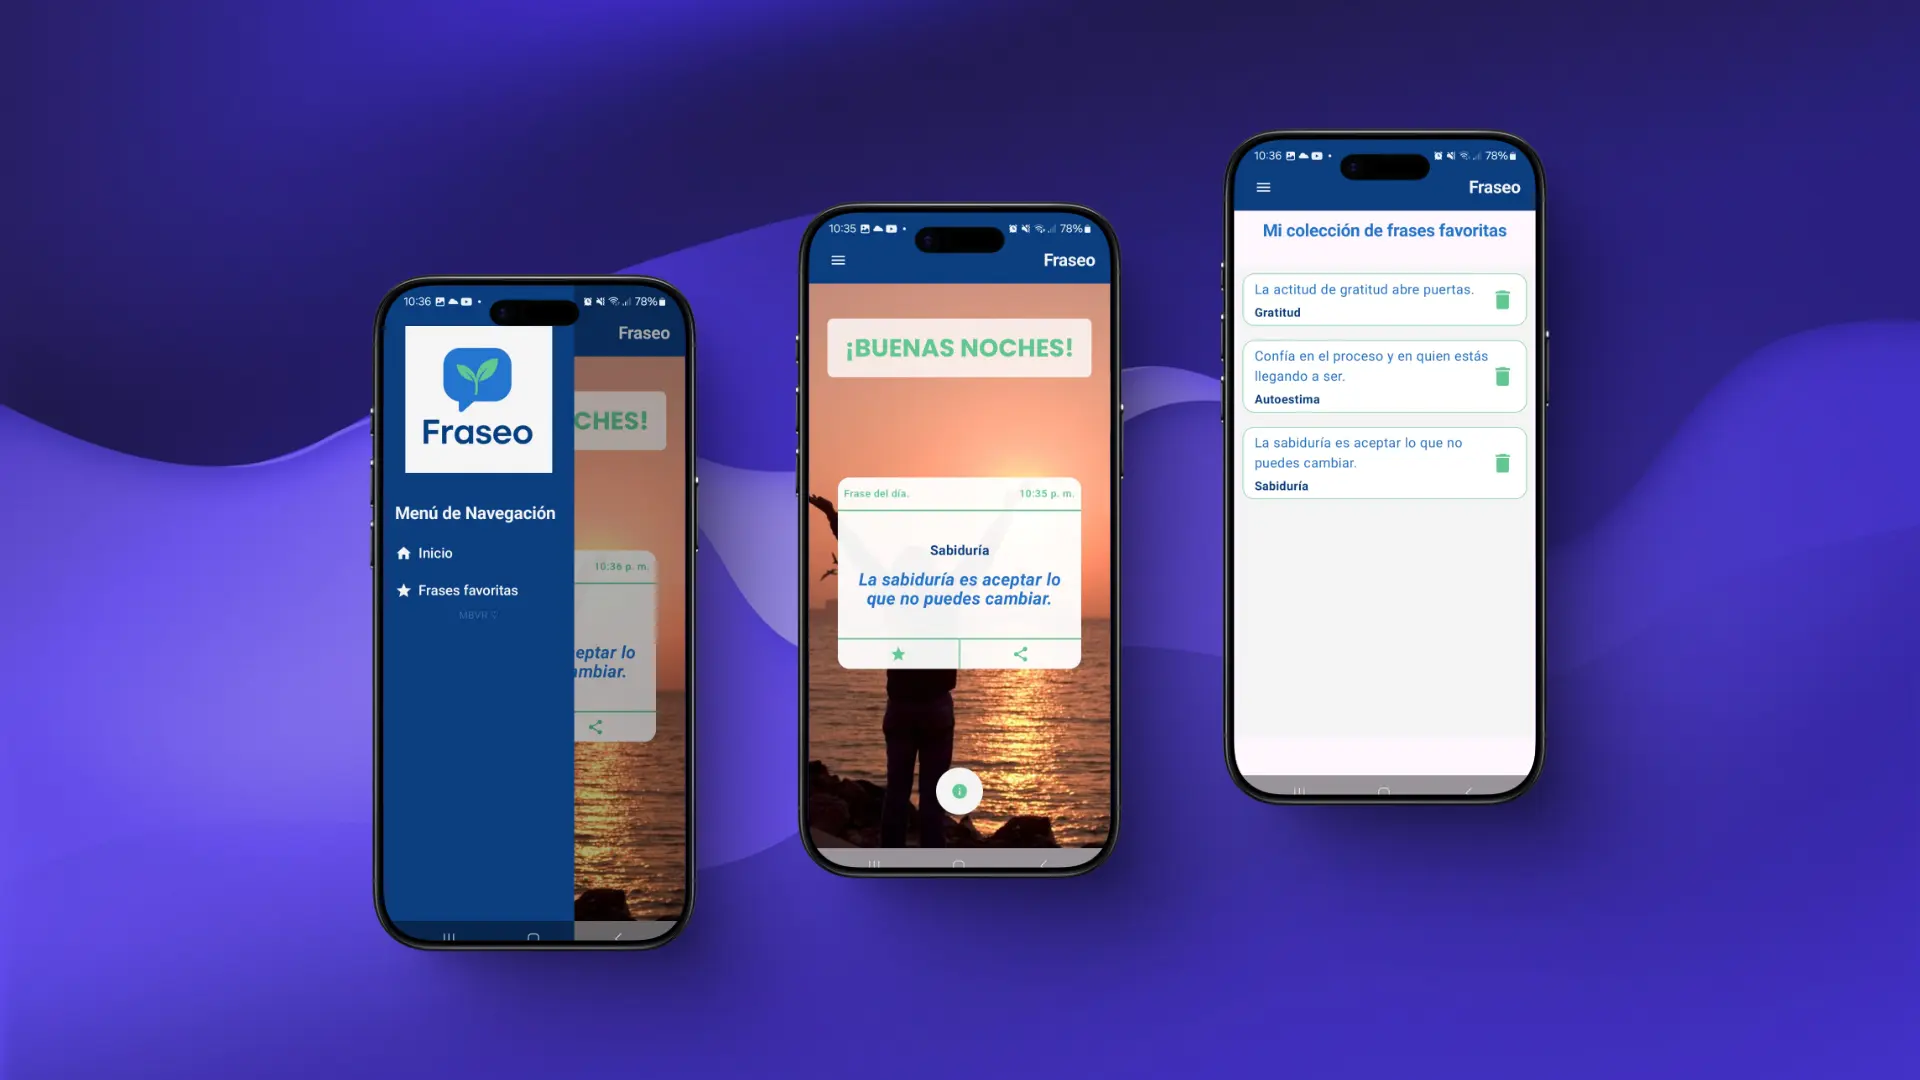 10:36
78%
Fraseo
Fraseo
CHES!
Menú de Navegación
Inicio
Frases favoritas
MBVR
10:36 p. m.
eptar lo
mbiar.
10:35
78%
Fraseo
¡BUENAS NOCHES!
Frase del día.
10:35 p. m.
Sabiduría
La sabiduría es aceptar lo
que no puedes cambiar.
10:36
78%
Fraseo
Mi colección de frases favoritas
La actitud de gratitud abre puertas.
Gratitud
Confía en el proceso y en quien estás
llegando a ser.
Autoestima
La sabiduría es aceptar lo que no
puedes cambiar.
Sabiduría